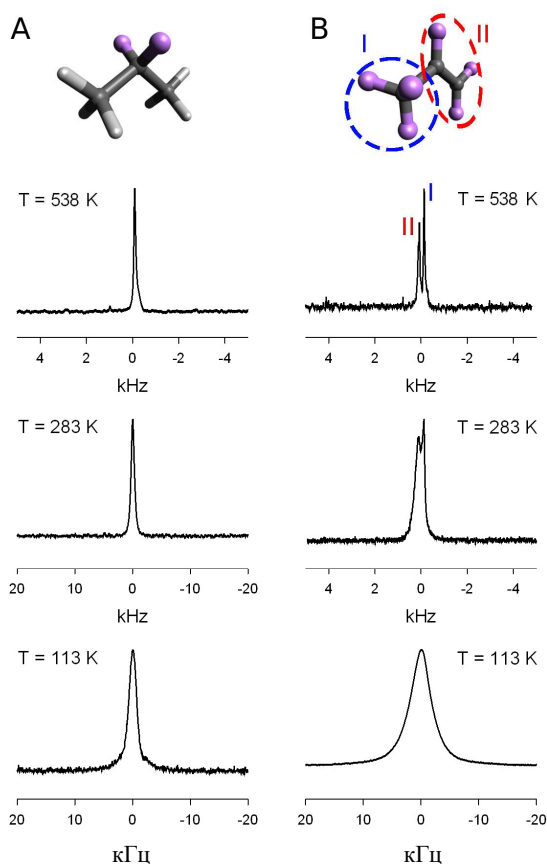 A
B
I
II
T = 538 K
II
I
T = 538 K
4 2 0 -2 -4
4 2 0 -2 -4
kHz
kHz
T = 283 K
T = 283 K
20 10 0 -10 -20
4 2 0 -2 -4
kHz
kHz
T = 113 K
T = 113 K
20 10 0 -10 -20
20 10 0 -10 -20
кГц
кГц